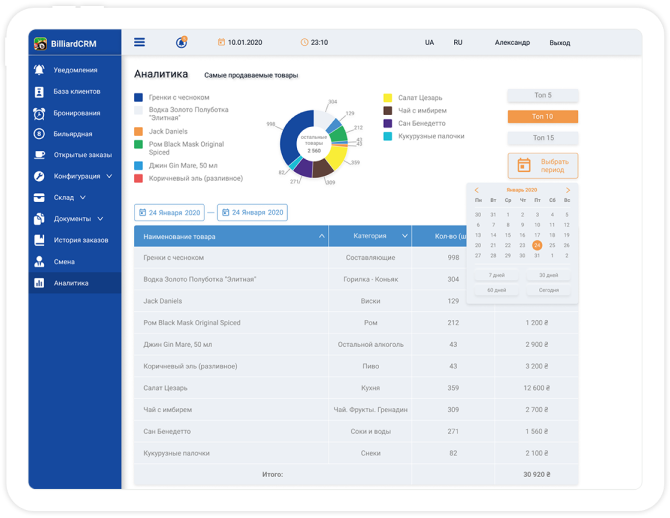 BilliardCRM
1
10.01.2020
23:10
UA
RU
Александр
Выход
Уведомления
База клиентов
Бронирования
8
Бильярдная
Открытые заказы
Конфигурация
Склад
Документы
История заказов
Смена
Аналитика
Аналитика
Самые продаваемые товары
Гренки с чесноком
Водка Золото Полуботка
"Элитная"
Jack Daniels
Ром Black Mask Original
Spiced
Джин Gin Mare, 50 мл
Коричневый эль (разливное)
304
129
212
43
43
359
309
271
82
998
остальные
товары
2 560
Салат Цезарь
Чай с имбирем
Сан Бенедетто
Кукурузные палочки
Топ 5
Топ 10
Топ 15
Выбрать
период
Январь 2020
Пн Вт Ср Чт Пт Сб Вс
30 31 1 2 3 4 5
6 7 8 9 10 11 12
13 14 15 16 17 18 19
20 21 22 23 24 25 26
27 28 29 30 31 1 2
7 дней 30 дней
60 дней Сегодня
24 Января 2020 — 24 Января 2020
Наименование товара Категория Кол-во (ш
Гренки с чесноком Составляющие 998
Водка Золото Полуботка "Элитная" Горилка - Коньяк 304
Jack Daniels Виски 129
Ром Black Mask Original Spiced Ром 212 1 200 ₴
Джин Gin Mare, 50 мл Остальной алкоголь 43 2 900 ₴
Коричневый эль (разливное) Пиво 43 3 200 ₴
Салат Цезарь Кухня 359 12 600 ₴
Чай с имбирем Чай. Фрукты. Гренадин 309 2 700 ₴
Сан Бенедетто Соки и воды 271 1 560 ₴
Кукурузные палочки Снеки 82 2 100 ₴
Итого: 30 920 ₴